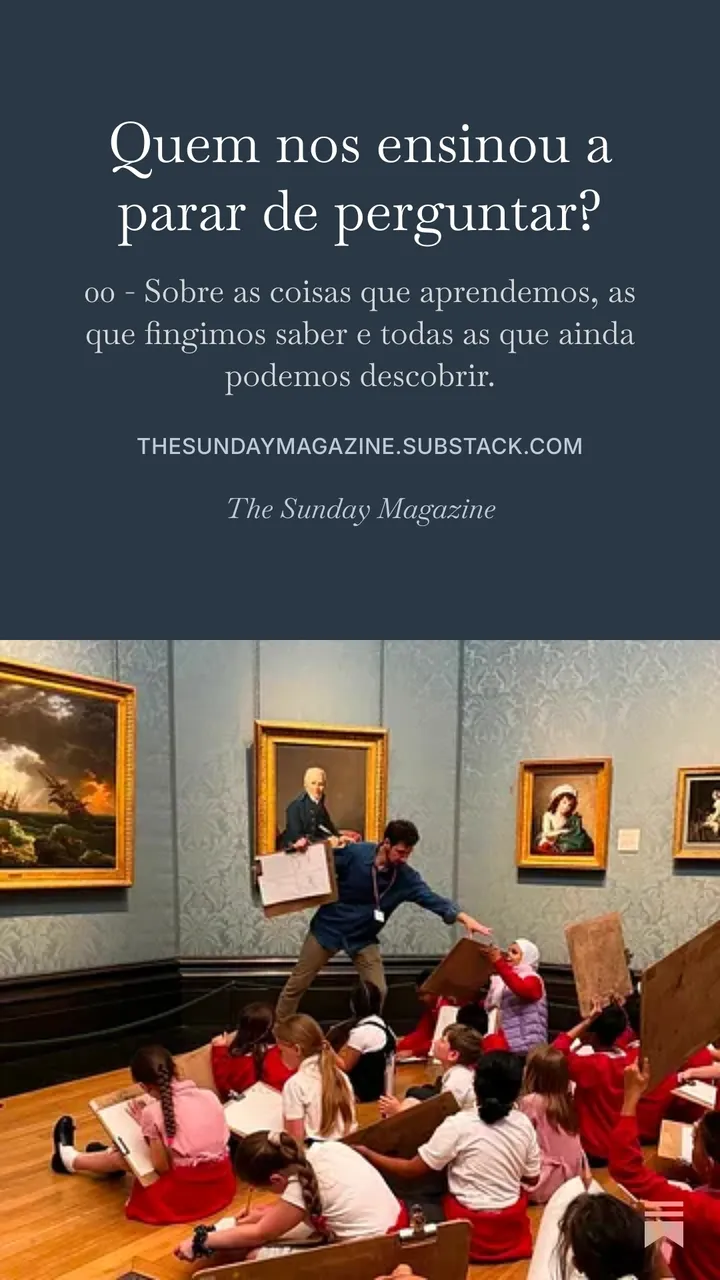 Quem nos ensinou a
parar de perguntar?
00 - Sobre as coisas que aprendemos, as
que fingimos saber e todas as que ainda
podemos descobrir.
THESUNDAYMAGAZINE.SUBSTACK.COM
The Sunday Magazine